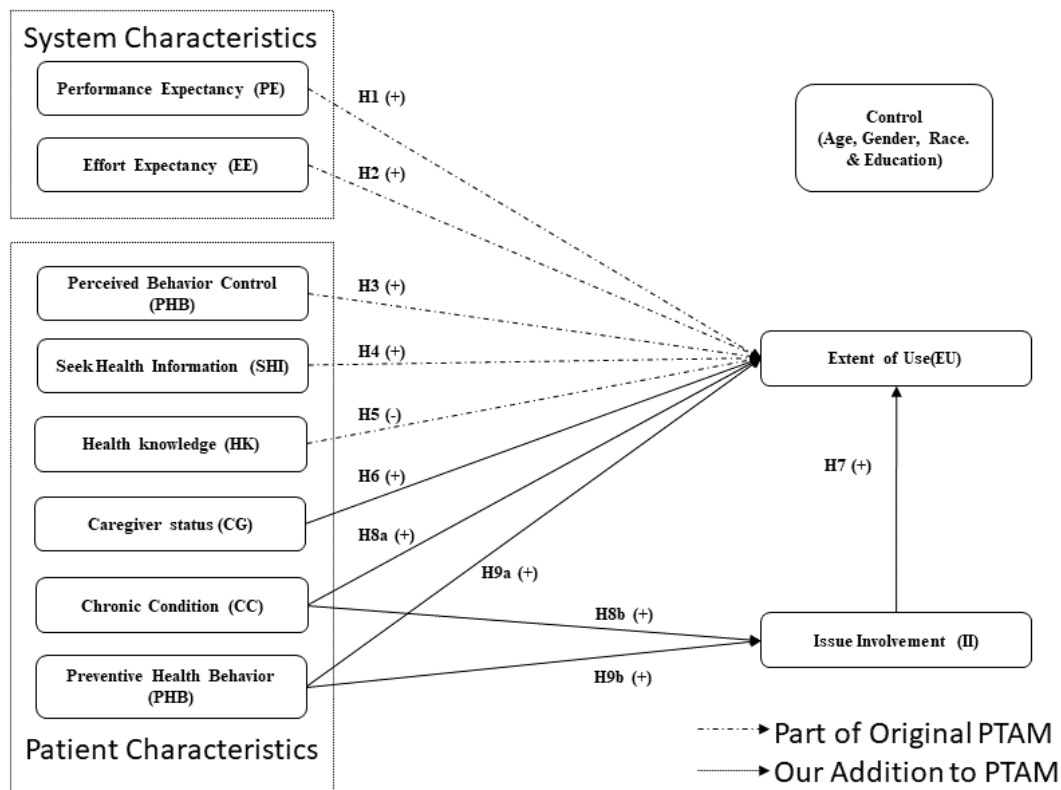 System Characteristics
Performance Expectancy (PE)
Effort Expectancy (EE)
H1 (+)
H2 (+)
Control
(Age, Gender, Race.
& Education)
Perceived Behavior Control
(PHB)
Seek Health Information (SHI)
Health knowledge (HK)
Caregiver status (CG)
Chronic Condition (CC)
Preventive Health Behavior
(PHB)
Patient Characteristics
H3 (+)
H4 (+)
H5 (-)
H6 (+)
H8a (+)
H9a (+)
H8b (+)
H9b (+)
Extent of Use(EU)
H7 (+)
Issue Involvement (II)
Part of Original PTAM
Our Addition to PTAM